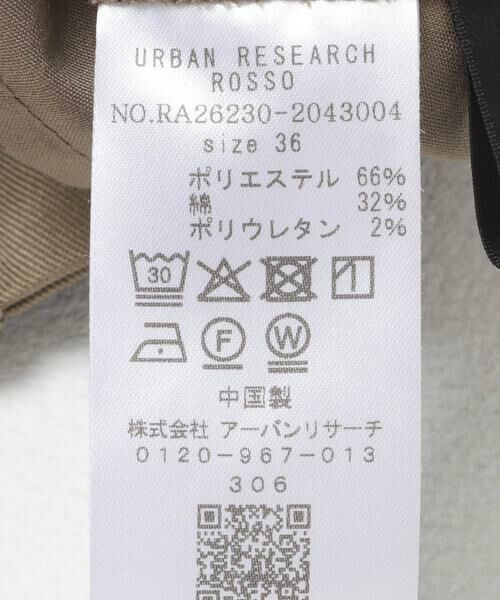 URBAN RESEARCH
ROSSO
NO.RA26230-2043004
size 36
ポリエステル 66%
綿 32%
ポリウレタン 2%
30
F W
中国製
株式会社 アーバンリサーチ
0120-967-013
306